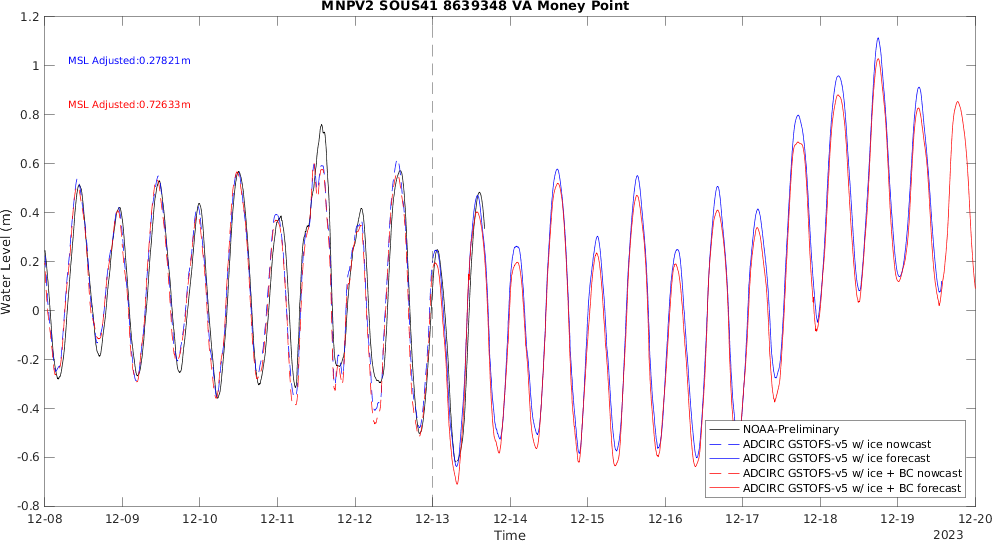 MNPV2 SOUS41 8639348 VA Money Point
1.2
1
0.8
0.6
0.4
0.2
0
-0.2
-0.4
-0.6
-0.8
Water Level (m)
MSL Adjusted:0.27821m
MSL Adjusted:0.72633m
NOAA-Preliminary
ADCIRC GSTOFS-v5 w/ ice nowcast
ADCIRC GSTOFS-v5 w/ ice forecast
ADCIRC GSTOFS-v5 w/ ice + BC nowcast
ADCIRC GSTOFS-v5 w/ ice + BC forecast
12-08 12-09 12-10 12-11 12-12 12-13 12-14 12-15 12-16 12-17 12-18 12-19 12-20
Time
2023